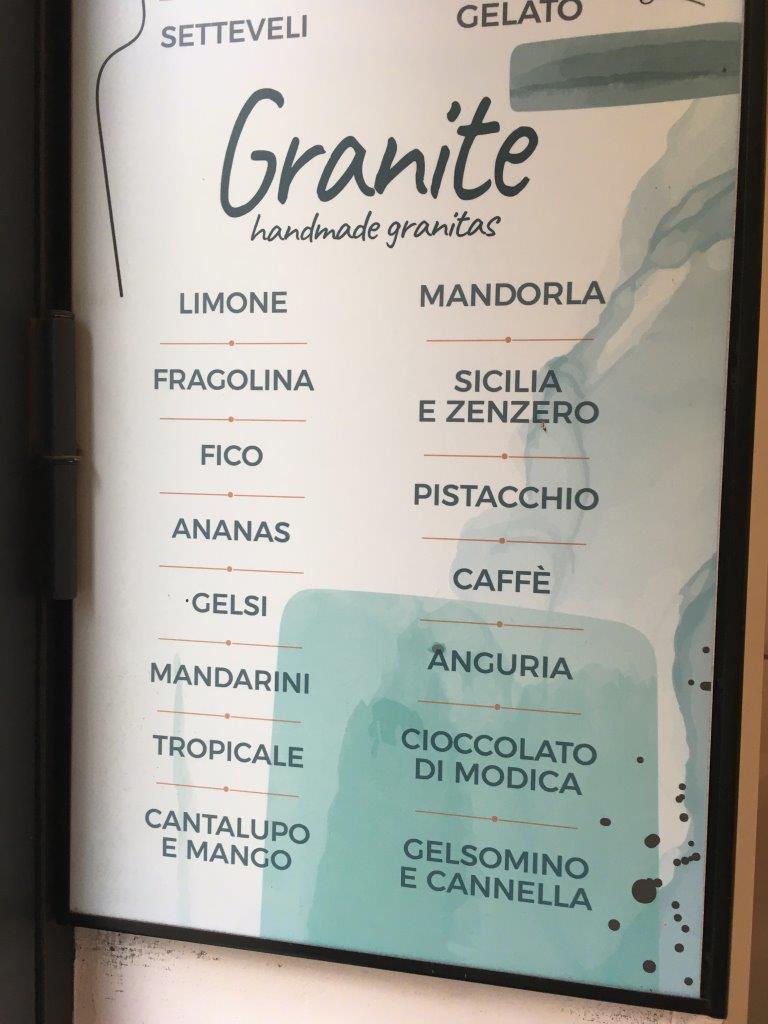 SETTEVELI
GELATO
Granite
handmade granitas
LIMONE
FRAGOLINA
FICO
ANANAS
GELSI
MANDARINI
TROPICALE
CANTALUPO
E MANGO
MANDORLA
SICILIA
E ZENZERO
PISTACCHIO
CAFFÈ
ANGURIA
CIOCCOLATO
DI MODICA
GELSOMINO
E CANNELLA